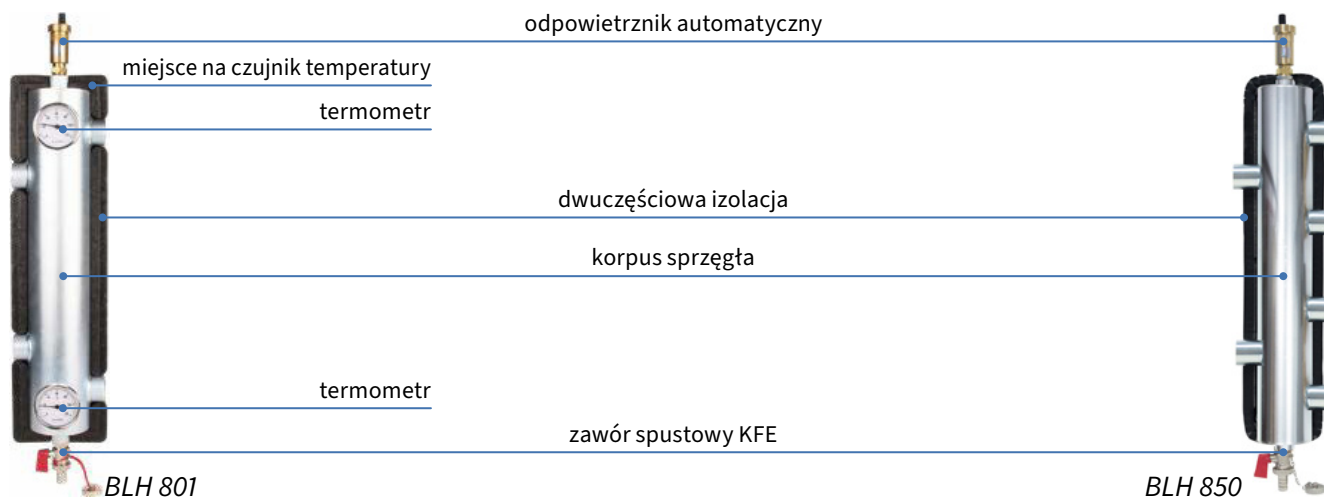 odpowietrznik automatyczny
miejsce na czujnik temperatury
termometr
dwuczęściowa izolacja
korpus sprzęgła
termometr
zawór spustowy KFE
BLH 801
BLH 850